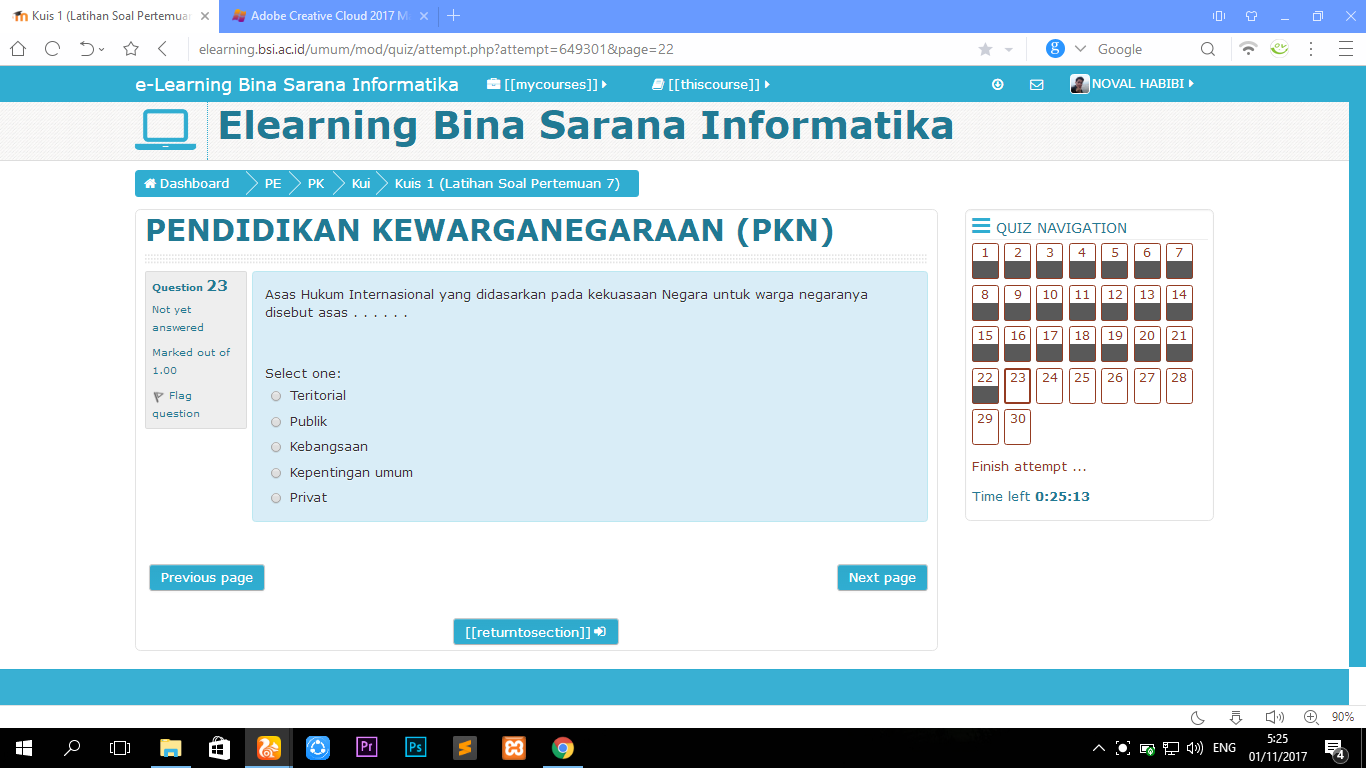 Kuis 1 (Latihan Soal Pertemuan
Adobe Creative Cloud 2017 M
elearning.bsi.ac.id/umum/mod/quiz/attempt.php?attempt=649301&page=22
Google
e-Learning Bina Sarana Informatika
[[mycourses]]
[[thiscourse]]
NOVAL HABIBI
Elearning Bina Sarana Informatika
Dashboard
PE
PK
Kui
Kuis 1 (Latihan Soal Pertemuan 7)
PENDIDIKAN KEWARGANEGARAAN (PKN)
Question 23
Not yet
answered
Marked out of
1.00
Flag
question
Asas Hukum Internasional yang didasarkan pada kekuasaan Negara untuk warga negaranya
disebut asas . . . . . .
Select one:
Teritorial
Publik
Kebangsaan
Kepentingan umum
Privat
Previous page
Next page
[[returntosection]]
QUIZ NAVIGATION
1 2 3 4 5 6 7
8 9 10 11 12 13 14
15 16 17 18 19 20 21
22 23 24 25 26 27 28
29 30
Finish attempt ...
Time left 0:25:13
90%
Pr
Ps
ENG
5:25
01/11/2017
4